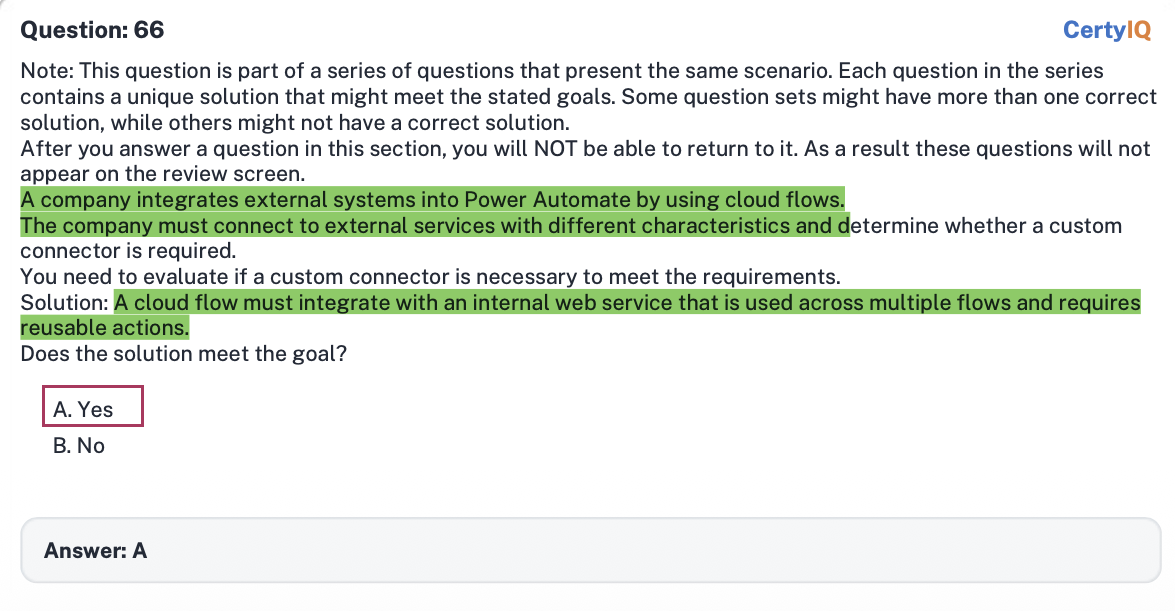 Question: 66
CertyIQ
Note: This question is part of a series of questions that present the same scenario. Each question in the series
contains a unique solution that might meet the stated goals. Some question sets might have more than one correct
solution, while others might not have a correct solution.
After you answer a question in this section, you will NOT be able to return to it. As a result these questions will not
appear on the review screen.
A company integrates external systems into Power Automate by using cloud flows.
The company must connect to external services with different characteristics and determine whether a custom
connector is required.
You need to evaluate if a custom connector is necessary to meet the requirements.
Solution: A cloud flow must integrate with an internal web service that is used across multiple flows and requires
reusable actions.
Does the solution meet the goal?
A. Yes
B. No
Answer: A